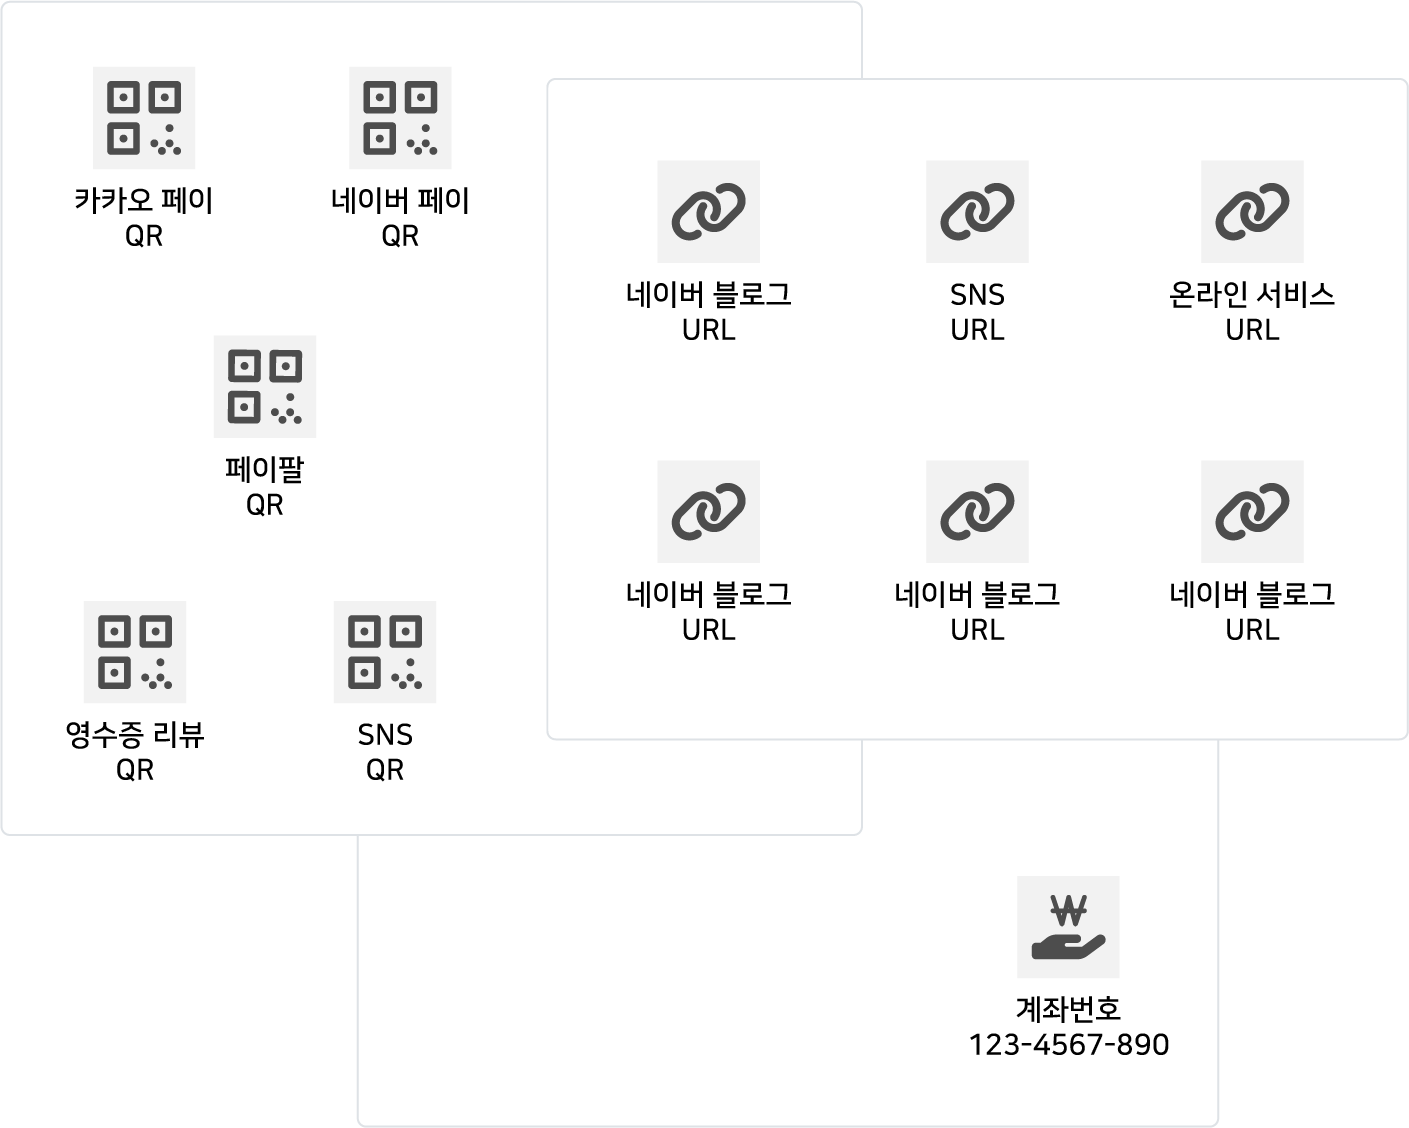 카카오 페이
QR
네이버 페이
QR
페이팔
QR
영수증 리뷰
QR
SNS
QR
네이버 블로그
URL
SNS
URL
온라인 서비스
URL
네이버 블로그
URL
네이버 블로그
URL
네이버 블로그
URL
₩
계좌번호
123-4567-890